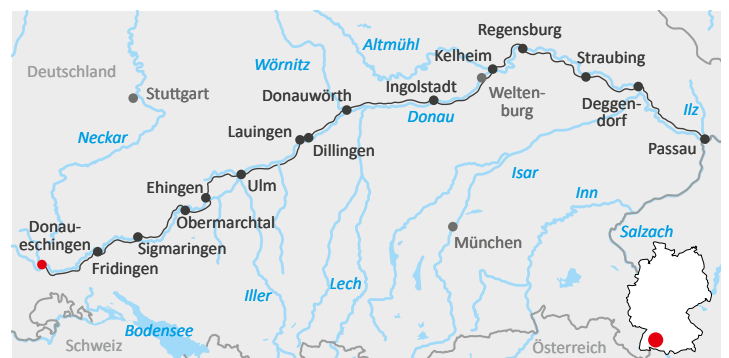 Regensburg
Altmühl
Kelheim
Straubing
Wörnitz
Deutschland
Ingolstadt
Stuttgart
Donauwörth
Welten-
burg
Deggen-
dorf
Ilz
Donau
Lauingen
Neckar
Dillingen
Passau
Isar
Ehingen
Ulm
Inn
Obermarchtal
Donau-
eschingen
Salzach
Sigmaringen
München
Fridingen
Iller
Lech
Bodensee
Schweiz
Österreich